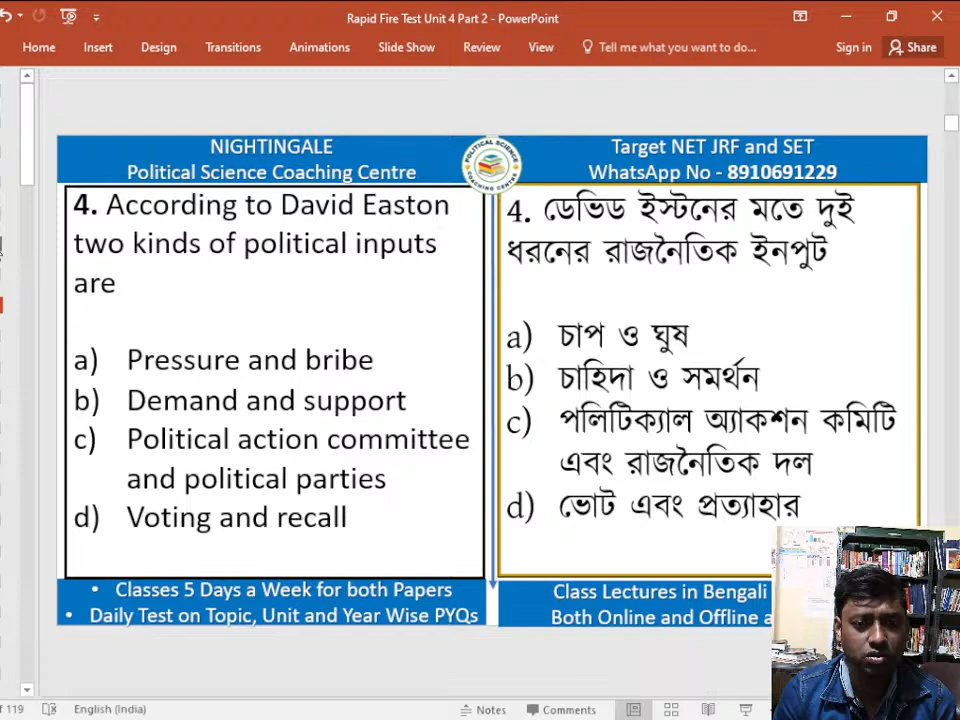 Rapid Fire Test Unit 4 Part 2 - PowerPoint
Home Insert Design Transitions Animations Slide Show Review View Tell me what you want to do... Sign in Share
NIGHTINGALE
Political Science Coaching Centre
POLITICAL SCIENCE
COACHING CENTRE
Target NET JRF and SET
WhatsApp No - 8910691229
4. According to David Easton
two kinds of political inputs
are
a) Pressure and bribe
b) Demand and support
c) Political action committee
and political parties
d) Voting and recall
4. ডেভিড ইস্টনের মতে দুই
ধরনের রাজনৈতিক ইনপুট
a) চাপ ও ঘুষ
b) চাহিদা ও সমর্থন
c) পলিটিক্যাল অ্যাকশন কমিটি
এবং রাজনৈতিক দল
d) ভোট এবং প্রত্যাহার
• Classes 5 Days a Week for both Papers
• Daily Test on Topic, Unit and Year Wise PYQs
Class Lectures in Bengali
Both Online and Offline a
f 119 English (India) Notes Comments